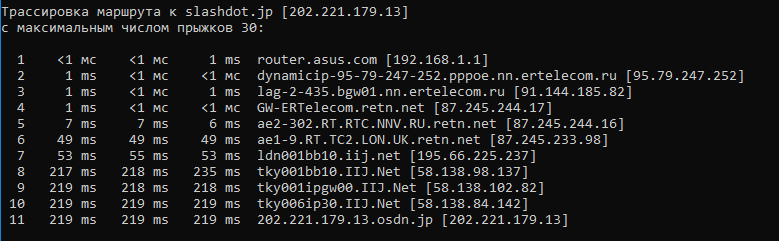 Трассировка маршрута к slashdot.jp [202.221.179.13]
с максимальным числом прыжков 30:
1 <1 мс <1 мс 1 ms router.asus.com [192.168.1.1]
2 1 ms <1 мс <1 мс dynamicip-95-79-247-252.pppoe.nn.ertelecom.ru [95.79.247.252]
3 1 ms <1 мс 1 ms lag-2-435.bgw01.nn.ertelecom.ru [91.144.185.82]
4 1 ms <1 мс <1 мс GW-ERTelecom.retn.net [87.245.244.17]
5 7 ms 7 ms 6 ms ae2-302.RT.RTC.NNV.RU.retn.net [87.245.244.16]
6 49 ms 49 ms 49 ms ae1-9.RT.TC2.LON.UK.retn.net [87.245.233.98]
7 53 ms 55 ms 53 ms ldn001bb10.iij.net [195.66.225.237]
8 217 ms 218 ms 235 ms tky001bb10.IIJ.Net [58.138.98.137]
9 219 ms 219 ms 218 ms tky001ipgw00.IIJ.Net [58.138.102.82]
10 219 ms 219 ms 219 ms tky006ip30.IIJ.Net [58.138.84.142]
11 219 ms 219 ms 219 ms 202.221.179.13.osdn.jp [202.221.179.13]